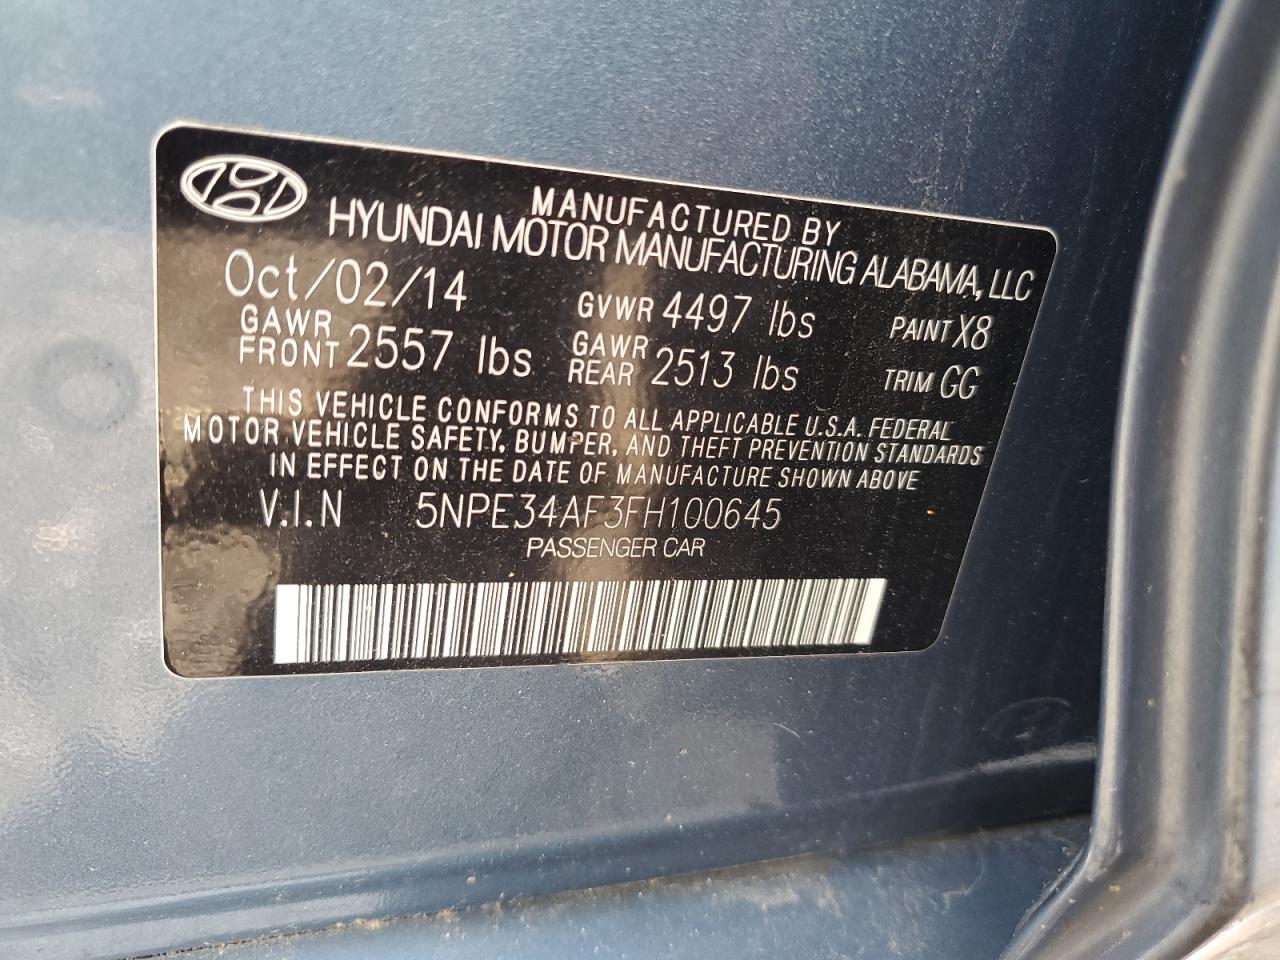 MANUFACTURED BY
HYUNDAI MOTOR MANUFACTURING ALABAMA, LLC
Oct/02/14 GVWR 4497 lbs PAINT X8
GAWR FRONT 2557 lbs GAWR REAR 2513 lbs TRIM GG
THIS VEHICLE CONFORMS TO ALL APPLICABLE U.S.A. FEDERAL
MOTOR VEHICLE SAFETY, BUMPER, AND THEFT PREVENTION STANDARDS
IN EFFECT ON THE DATE OF MANUFACTURE SHOWN ABOVE
V.I.N 5NPE34AF3FH100645
PASSENGER CAR